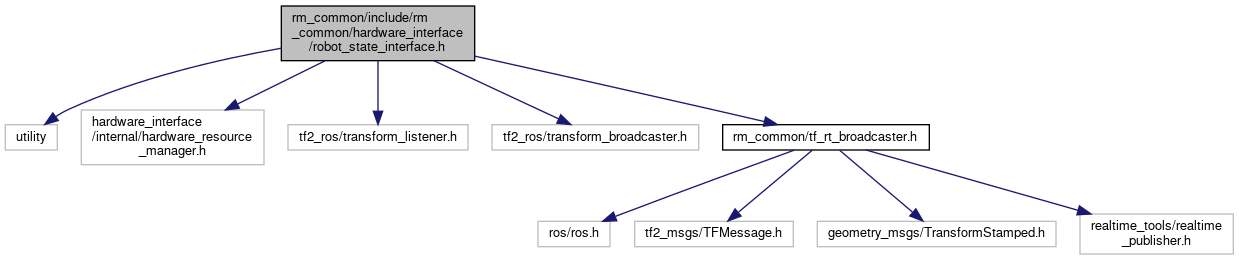 rm_common/include/rm
_common/hardware_interface
/robot_state_interface.h
utility
hardware_interface
/internal/hardware_resource
_manager.h
tf2_ros/transform_listener.h
tf2_ros/transform_broadcaster.h
rm_common/tf_rt_broadcaster.h
ros/ros.h
tf2_msgs/TFMessage.h
geometry_msgs/TransformStamped.h
realtime_tools/realtime
_publisher.h